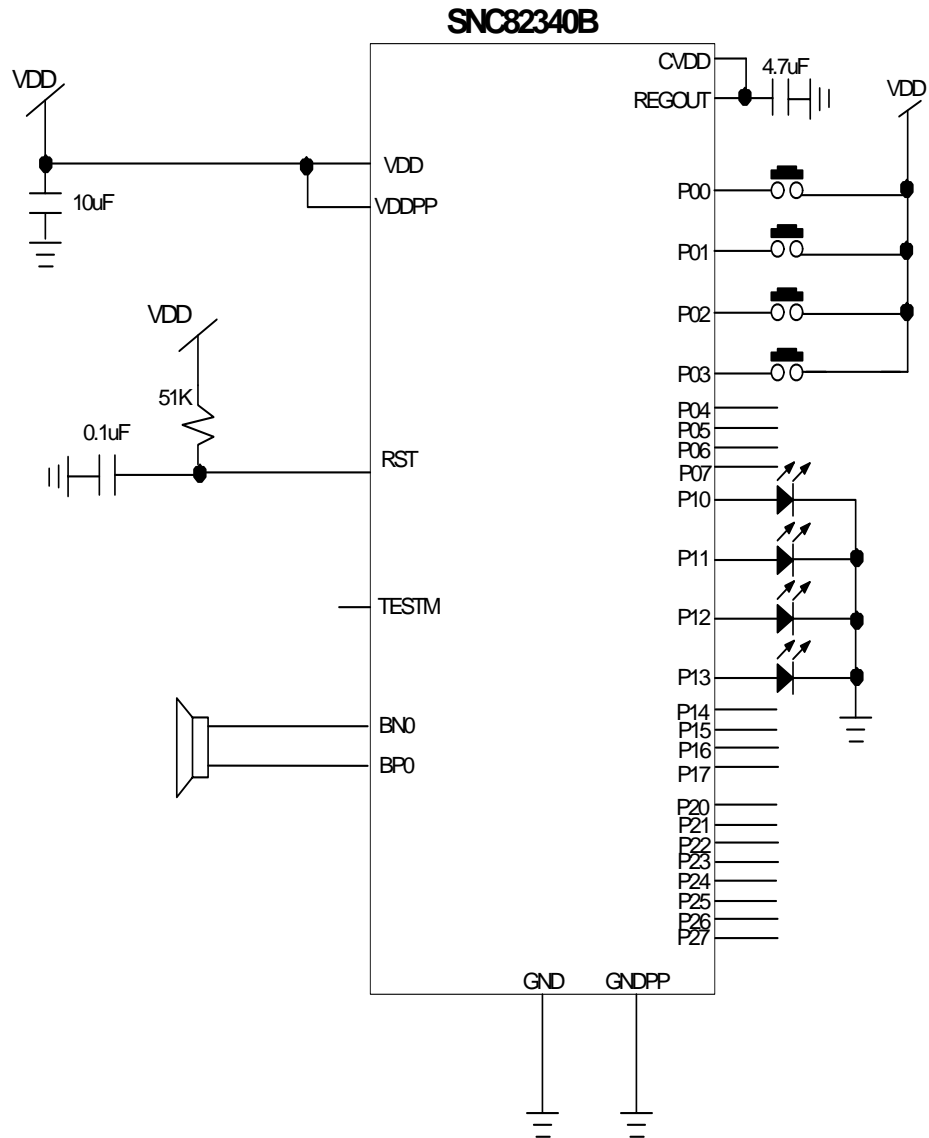 SNC82340B
VDD
10uF
VDD
51K
0.1uF
VDD
VDDPP
RST
TESTM
BN0
BP0
GND
GNDPP
CVDD
REGOUT
4.7uF
VDD
P00
P01
P02
P03
P04
P05
P06
P07
P10
P11
P12
P13
P14
P15
P16
P17
P20
P21
P22
P23
P24
P25
P26
P27